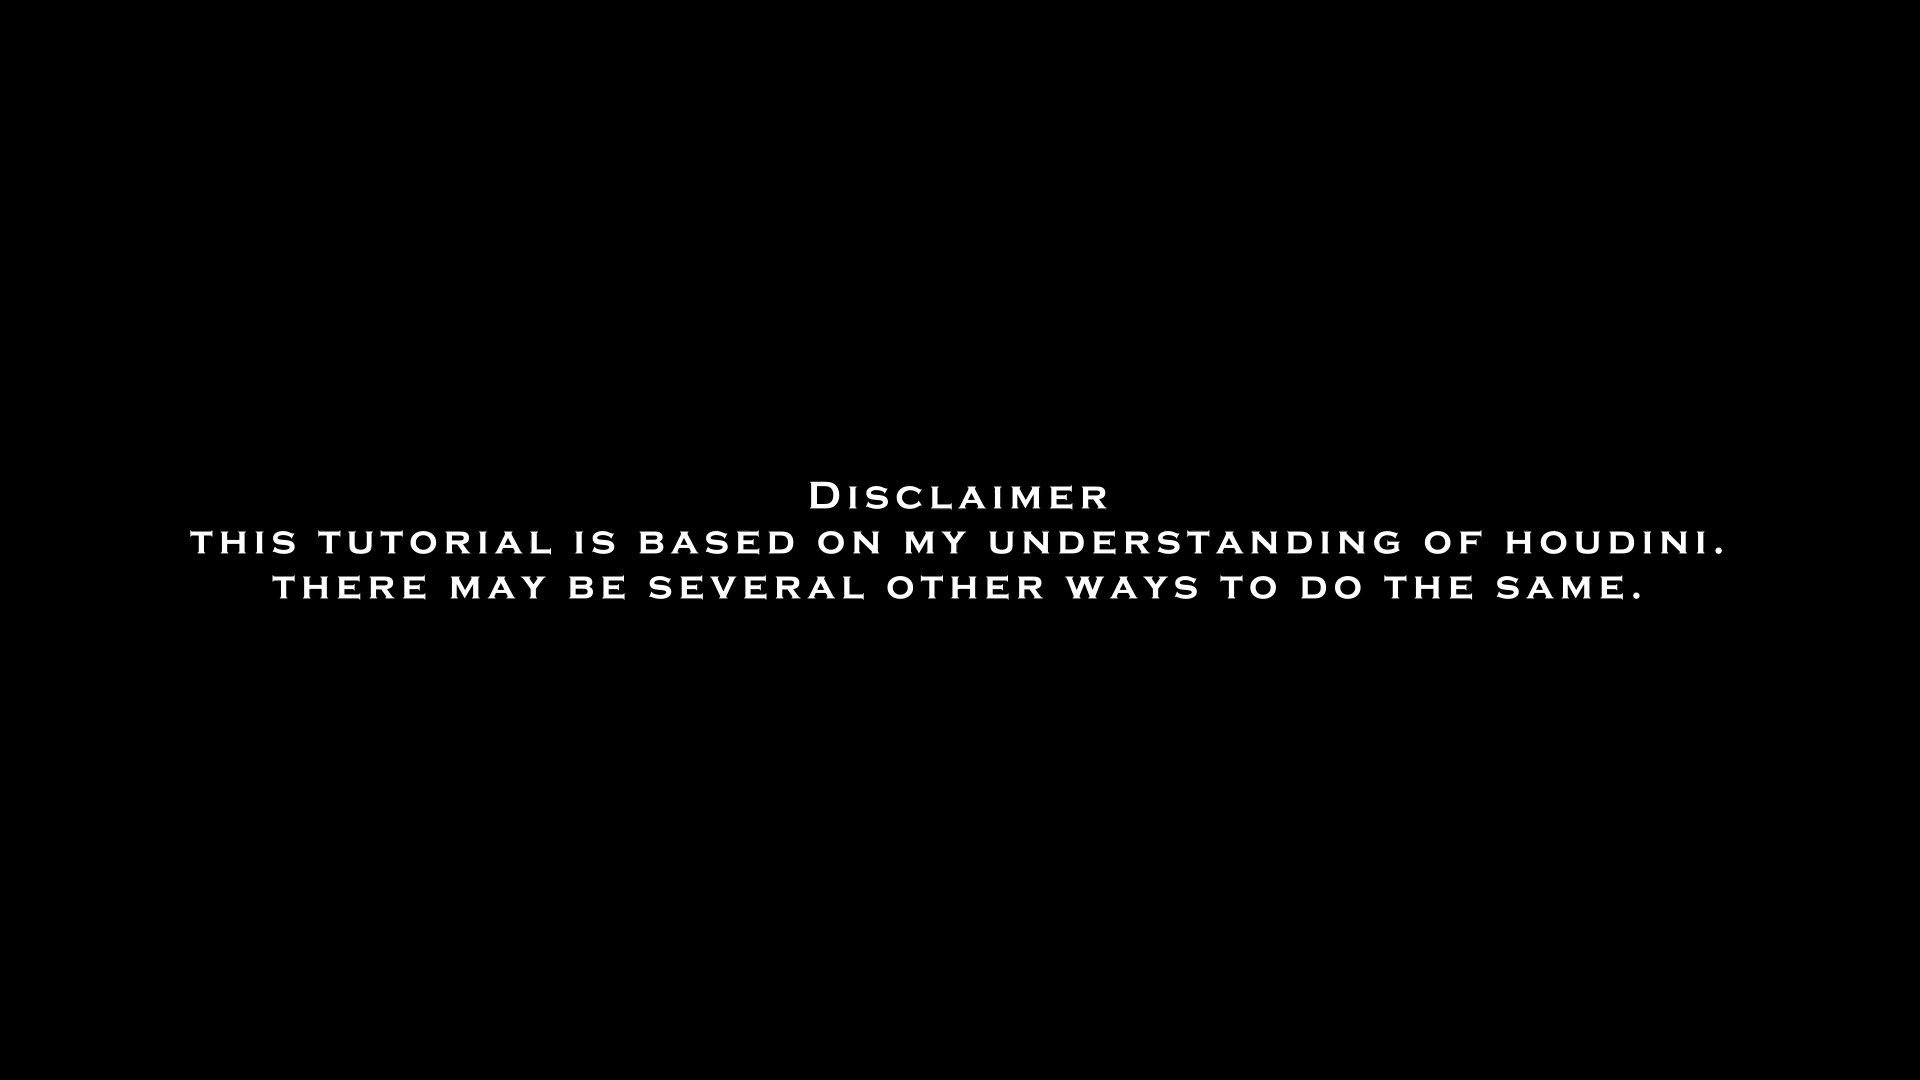 Disclaimer
this tutorial is based on my understanding of houdini.
there may be several other ways to do the same.